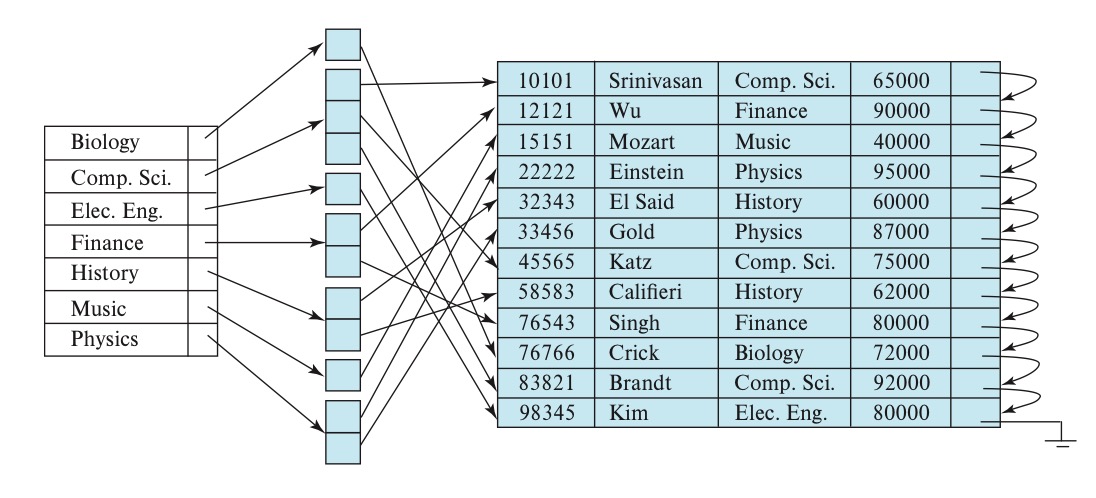 Biology
Comp. Sci.
Elec. Eng.
Finance
History
Music
Physics
10101 Srinivasan Comp. Sci. 65000
12121 Wu Finance 90000
15151 Mozart Music 40000
22222 Einstein Physics 95000
32343 El Said History 60000
33456 Gold Physics 87000
45565 Katz Comp. Sci. 75000
58583 Califieri History 62000
76543 Singh Finance 80000
76766 Crick Biology 72000
83821 Brandt Comp. Sci. 92000
98345 Kim Elec. Eng. 80000